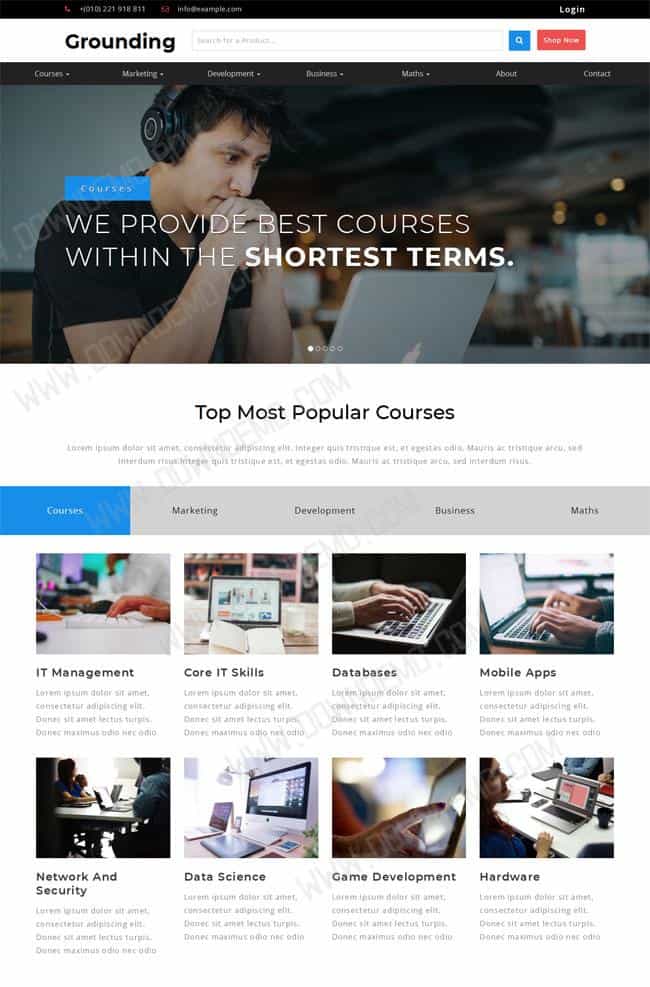 +(010) 221 918 811 info@example.com Login
Grounding Search for a Product... Shop Now
Courses Marketing Development Business Maths About Contact
Courses
WE PROVIDE BEST COURSES
WITHIN THE SHORTEST TERMS.
Top Most Popular Courses
Lorem ipsum dolor sit amet, consectetur adipiscing elit. Integer quis tristique est, et egestas odio. Mauris ac tristique arcu, sed
interdum risus.Integer quis tristique est, et egestas odio. Mauris ac tristique arcu, sed interdum risus.
Courses Marketing Development Business Maths
IT Management Core IT Skills Databases Mobile Apps
Lorem ipsum dolor sit amet, Lorem ipsum dolor sit amet, Lorem ipsum dolor sit amet, Lorem ipsum dolor sit amet,
consectetur adipiscing elit. consectetur adipiscing elit. consectetur adipiscing elit. consectetur adipiscing elit.
Donec sit amet lectus turpis. Donec sit amet lectus turpis. Donec sit amet lectus turpis. Donec sit amet lectus turpis.
Donec maximus odio nec odio Donec maximus odio nec odio Donec maximus odio nec odio Donec maximus odio nec odio
Network And Data Science Game Development Hardware
Security
Lorem ipsum dolor sit amet, Lorem ipsum dolor sit amet, Lorem ipsum dolor sit amet, Lorem ipsum dolor sit amet,
consectetur adipiscing elit. consectetur adipiscing elit. consectetur adipiscing elit. consectetur adipiscing elit.
Donec sit amet lectus turpis. Donec sit amet lectus turpis. Donec sit amet lectus turpis. Donec sit amet lectus turpis.
Donec maximus odio nec odio Donec maximus odio nec odio Donec maximus odio nec odio Donec maximus odio nec odio
WWW.DOWNDEMO.COM